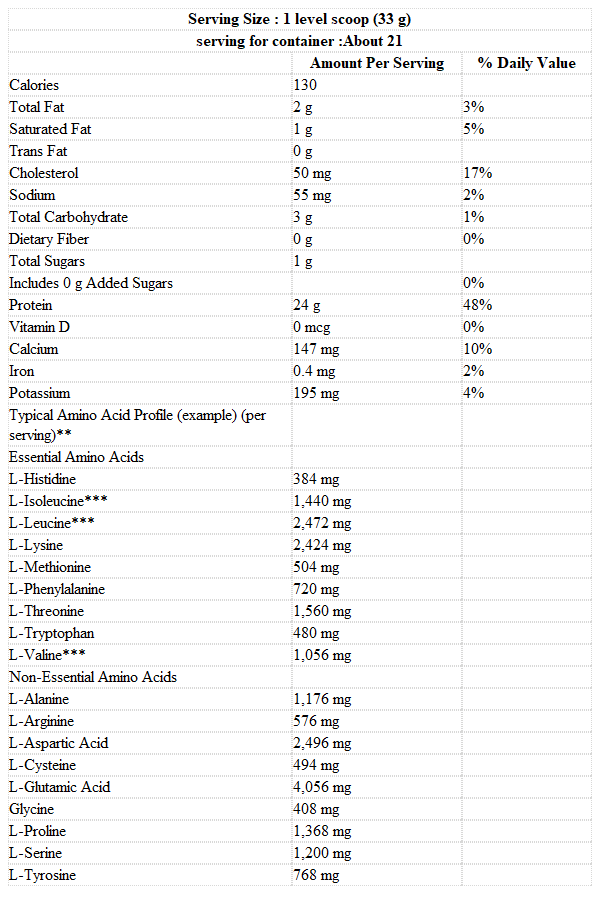 Serving Size : 1 level scoop (33 g)
serving for container :About 21
Amount Per Serving % Daily Value
Calories 130
Total Fat 2 g 3%
Saturated Fat 1 g 5%
Trans Fat 0 g
Cholesterol 50 mg 17%
Sodium 55 mg 2%
Total Carbohydrate 3 g 1%
Dietary Fiber 0 g 0%
Total Sugars 1 g
Includes 0 g Added Sugars 0%
Protein 24 g 48%
Vitamin D 0 mcg 0%
Calcium 147 mg 10%
Iron 0.4 mg 2%
Potassium 195 mg 4%
Typical Amino Acid Profile (example) (per
serving)**
Essential Amino Acids
L-Histidine 384 mg
L-Isoleucine*** 1,440 mg
L-Leucine*** 2,472 mg
L-Lysine 2,424 mg
L-Methionine 504 mg
L-Phenylalanine 720 mg
L-Threonine 1,560 mg
L-Tryptophan 480 mg
L-Valine*** 1,056 mg
Non-Essential Amino Acids
L-Alanine 1,176 mg
L-Arginine 576 mg
L-Aspartic Acid 2,496 mg
L-Cysteine 494 mg
L-Glutamic Acid 4,056 mg
Glycine 408 mg
L-Proline 1,368 mg
L-Serine 1,200 mg
L-Tyrosine 768 mg